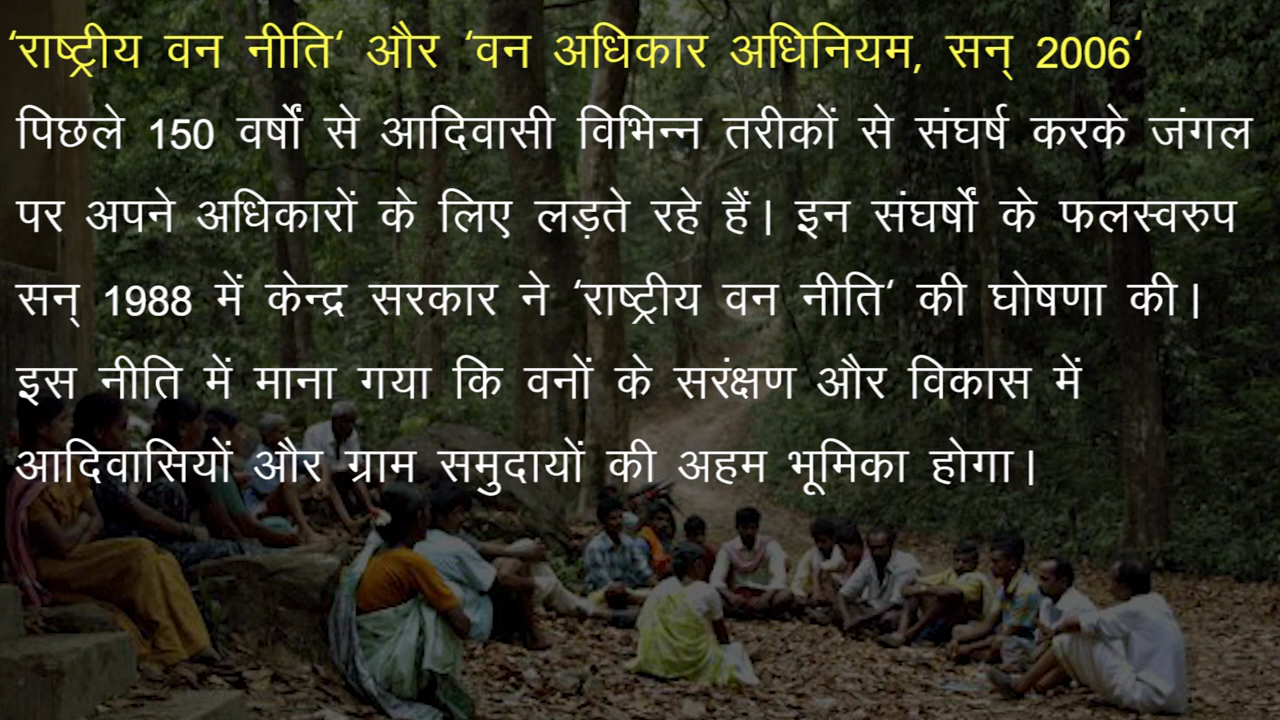 ‘राष्ट्रीय वन नीति‘ और ‘वन अधिकार अधिनियम, सन् 2006‘
पिछले 150 वर्षों से आदिवासी विभिन्न तरीकों से संघर्ष करके जंगल
पर अपने अधिकारों के लिए लड़ते रहे हैं। इन संघर्षों के फलस्वरुप
सन् 1988 में केन्द्र सरकार ने ‘राष्ट्रीय वन नीति‘ की घोषणा की।
इस नीति में माना गया कि वनों के सरंक्षण और विकास में
आदिवासियों और ग्राम समुदायों की अहम भूमिका होगा।